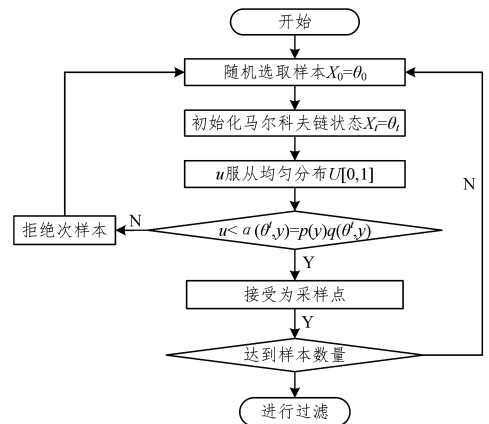 开始
随机选取样本X₀=θ₀
初始化马尔科夫链状态Xₜ=θₜ
u服从均匀分布U[0,1]
N
拒绝次样本
N
u<α(θᵗ,y)=p(y)q(θᵗ,y)
Y
接受为采样点
Y
达到样本数量
进行过滤